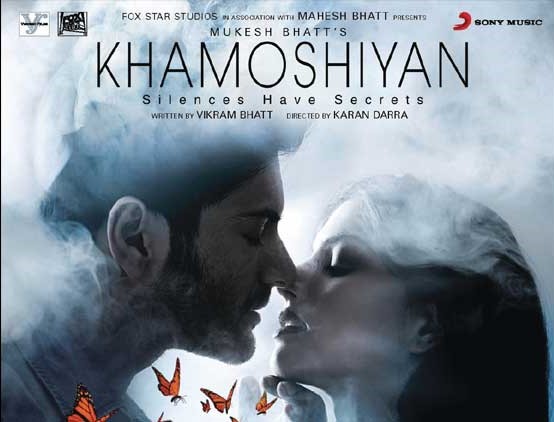 FOX STAR STUDIOS IN ASSOCIATION WITH MAHESH BHATT PRESENTS
SONY MUSIC
MUKESH BHATT'S
KHAMOSHIYAN
Silences Have Secrets
WRITTEN BY VIKRAM BHATT DIRECTED BY KARAN DARRA